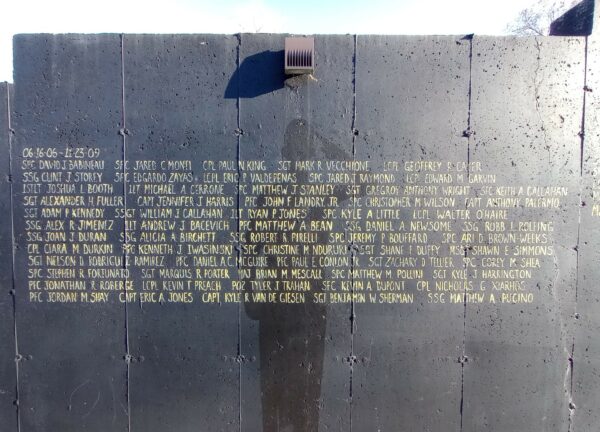 06·16·06 - 11·23·09
SPC DAVID J. BABINEAU SPC JARED C MONTI CPL PAUL N. KING SGT MARK R VECCHIONE LCPL GEOFFREY R. CAYER
SSG CLINT J. STOREY SPC EDGARDO ZAYAS LCPL ERIC P VALDEPENAS SPC JARED J RAYMOND LCP EDWARD M. GARVIN
1STLT JOSHUA L. BOOTH 1LT MICHAEL A CERRONE SPC MATTHEW J STANLEY SGT GREGROY ANTHONY WRIGHT SPC KEITH A CALLAHAN
SGT ALEXANDER H. FULLER CAPT JENNIFER J HARRIS PFC JOHN F LANDRY, JR. SPC CHRISTOPHER M WILSON CAPT ANTHONY PALERMO
SGT ADAM P KENNEDY SSGT WILLIAM J CALLAHAN 1LT RYAN P JONES SPC KYLE A LITTLE LCPL WALTER O'HAIRE
SSG ALEX R JIMENEZ 1LT ANDREW J BACEVICH PFC MATTHEW A BEAN SSG DANIEL A. NEWSOME SSG ROBB L ROLFING
SSG JOAN J DURAN SSG ALICIA A BIRCHETT SSG ROBERT R PIRELLI SPC JEREMY P BOUFFARD SPC ARI D BROWN-WEEKS
CPL CIARA M. DURKIN PFC KENNETH J IWASINSKI SPC CHRISTINE M NDURURI SSGT SHANE F DUFFY MSGT SHAWN E SIMMONS
SGT NELSON D RODRIGUEZ RAMIREZ PFC DANIEL A.C. MCGUIRE PFC PAUL E CONLON, JR SGT ZACHARY D TELLIER SPC COREY M SHEA
SPC STEPHEN R FORTUNATO SGT MARQUIS R PORTER MAJ BRIAN M MESCALL SPC MATTHEW M POLLINI SGT KYLE J HARRINGTON
PFC JONATHAN R ROBERGE LCPL KEVIN T PREACH PO2 TYLER J TRAHAN SFC KEVIN A DUPONT CPL NICHOLAS G XIARHOS
PFC JORDAN M. SHAY CAPT ERIC A JONES CAPT KYLE R VAN DE GIESEN SGT BENJAMIN W SHERMAN SSG MATTHEW A PUCINO